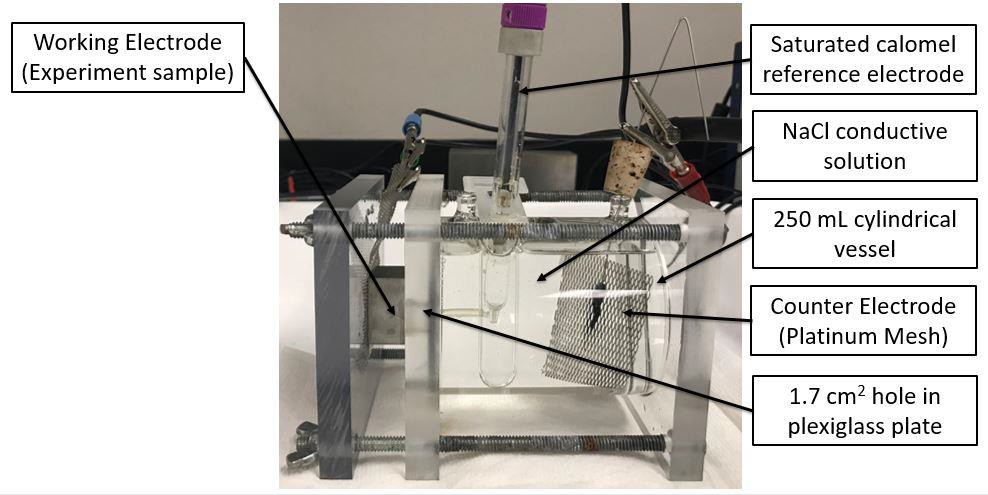 Working Electrode
(Experiment sample)
Saturated calomel
reference electrode
NaCl conductive
solution
250 mL cylindrical
vessel
Counter Electrode
(Platinum Mesh)
1.7 cm² hole in
plexiglass plate